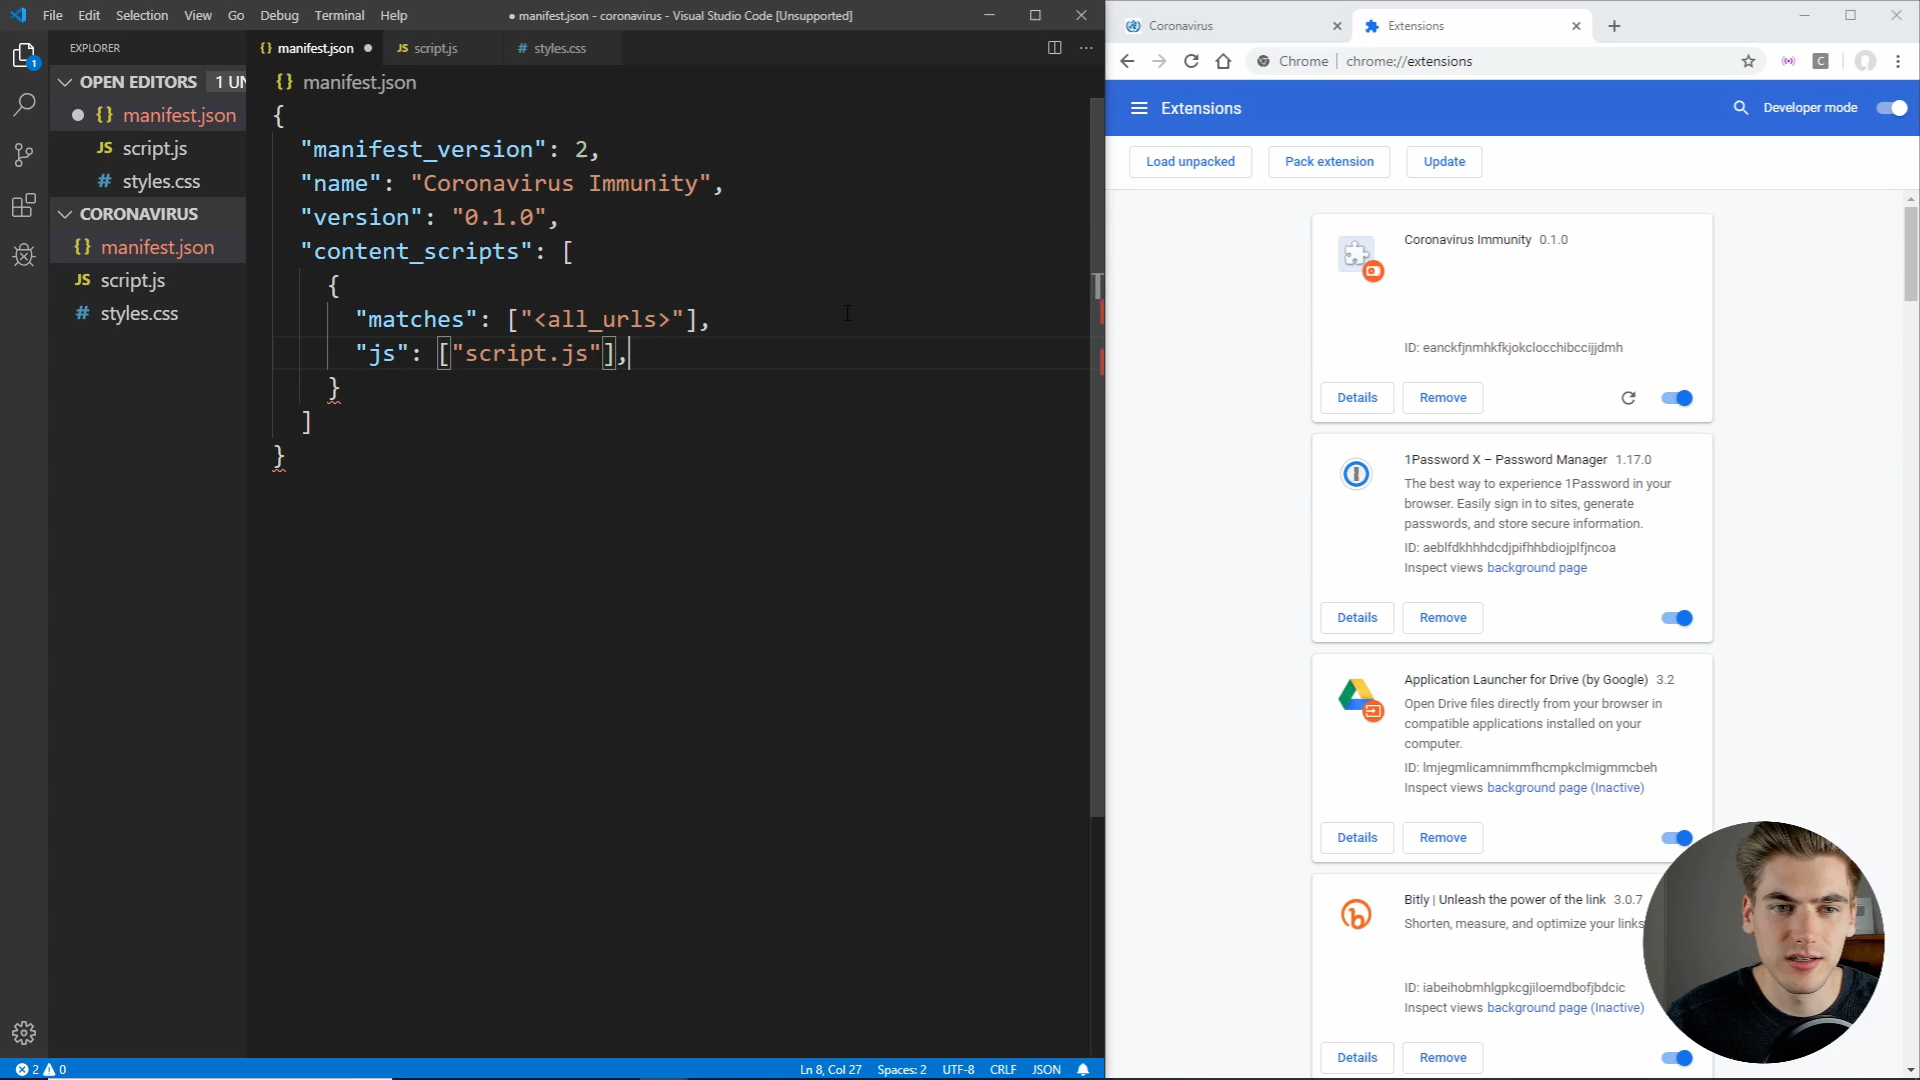 File Edit Selection View Go Debug Terminal Help
● manifest.json - coronavirus - Visual Studio Code [Unsupported]
EXPLORER
OPEN EDITORS 1 UN
{} manifest.json
JS script.js
# styles.css
CORONAVIRUS
{} manifest.json
JS script.js
# styles.css
1
{} manifest.json ●
JS script.js
# styles.css
{} manifest.json
{
"manifest_version": 2,
"name": "Coronavirus Immunity",
"version": "0.1.0",
"content_scripts": [
{
"matches": ["<all_urls>"],
"js": ["script.js"],
}
]
}
2 0
Ln 8, Col 27 Spaces: 2 UTF-8 CRLF JSON
Coronavirus
Extensions
Chrome | chrome://extensions
C
Extensions
Developer mode
Load unpacked
Pack extension
Update
Coronavirus Immunity 0.1.0
ID: eanckfjnmhkfkjokclocchibccijjdmh
Details Remove
1Password X – Password Manager 1.17.0
The best way to experience 1Password in your
browser. Easily sign in to sites, generate
passwords, and store secure information.
ID: aeblfdkhhhdcdjpifhhbdiojplfjncoa
Inspect views background page
Details Remove
Application Launcher for Drive (by Google) 3.2
Open Drive files directly from your browser in
compatible applications installed on your
computer.
ID: lmjegmlicamnimmfhcmpkclmigmmcbeh
Inspect views background page (Inactive)
Details Remove
Bitly | Unleash the power of the link 3.0.7
Shorten, measure, and optimize your links
ID: iabeihobmhlgpkcgjiloemdbofjbdcic
Inspect views background page (Inactive)
Details Remove